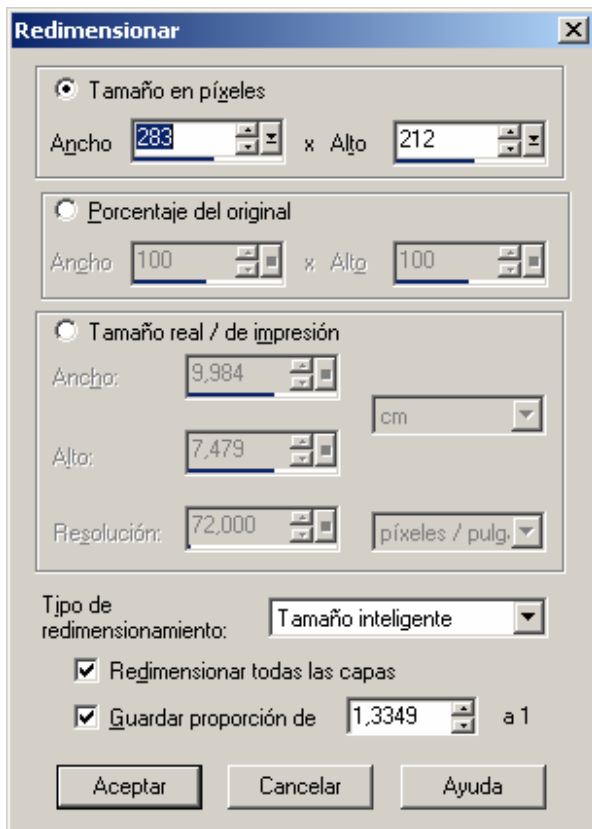 Redimensionar
Tamaño en píxeles
Ancho 283 x Alto 212
Porcentaje del original
Ancho 100 x Alto 100
Tamaño real / de impresión
Ancho: 9,984
cm
Alto: 7,479
Resolución: 72,000 píxeles / pulg.
Tipo de
redimensionamiento: Tamaño inteligente
Redimensionar todas las capas
Guardar proporción de 1,3349 a 1
Aceptar Cancelar Ayuda